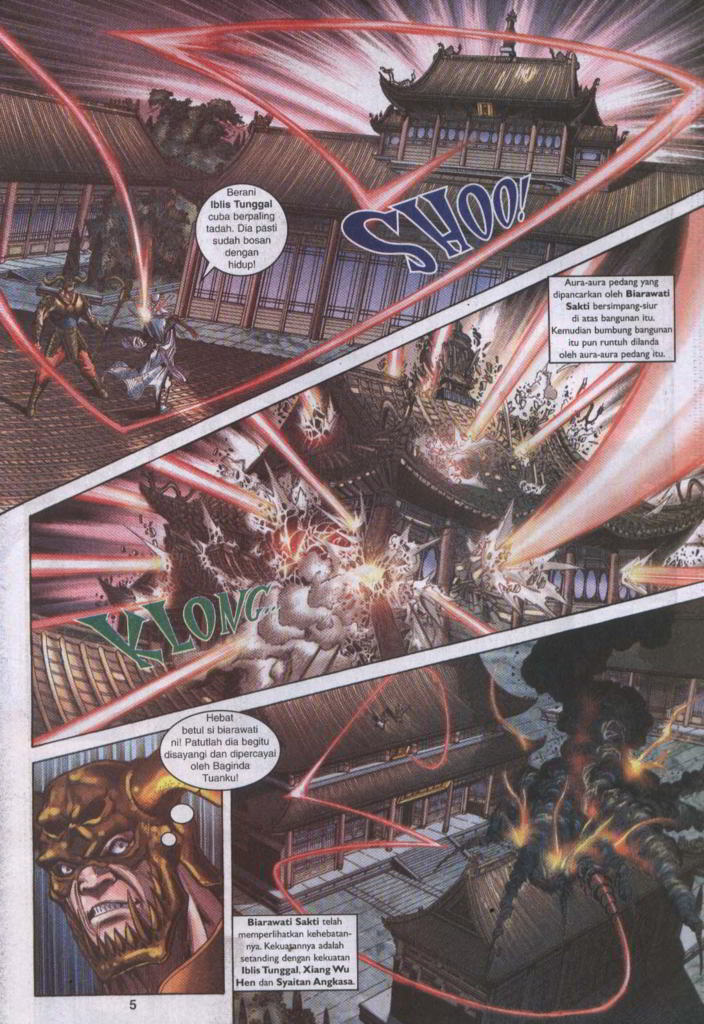 Berani
Iblis Tunggal
cuba berpaling
tadah. Dia pasti
sudah bosan
dengan
hidup!
SHOO!
Aura-aura pedang yang
dipancarkan oleh Biarawati
Sakti bersimpang-siur
di atas bangunan itu.
Kemudian bumbung bangunan
itu pun runtuh dilanda
oleh aura-aura pedang itu.
KLONG...
Hebat
betul si biarawati
ni! Patutlah dia begitu
disayangi dan dipercayai
oleh Baginda
Tuanku!
Biarawati Sakti telah
memperlihatkan kehebatan-
nya. Kekuatannya adalah
setanding dengan kekuatan
Iblis Tunggal, Xiang Wu
Hen dan Syaitan Angkasa.
5